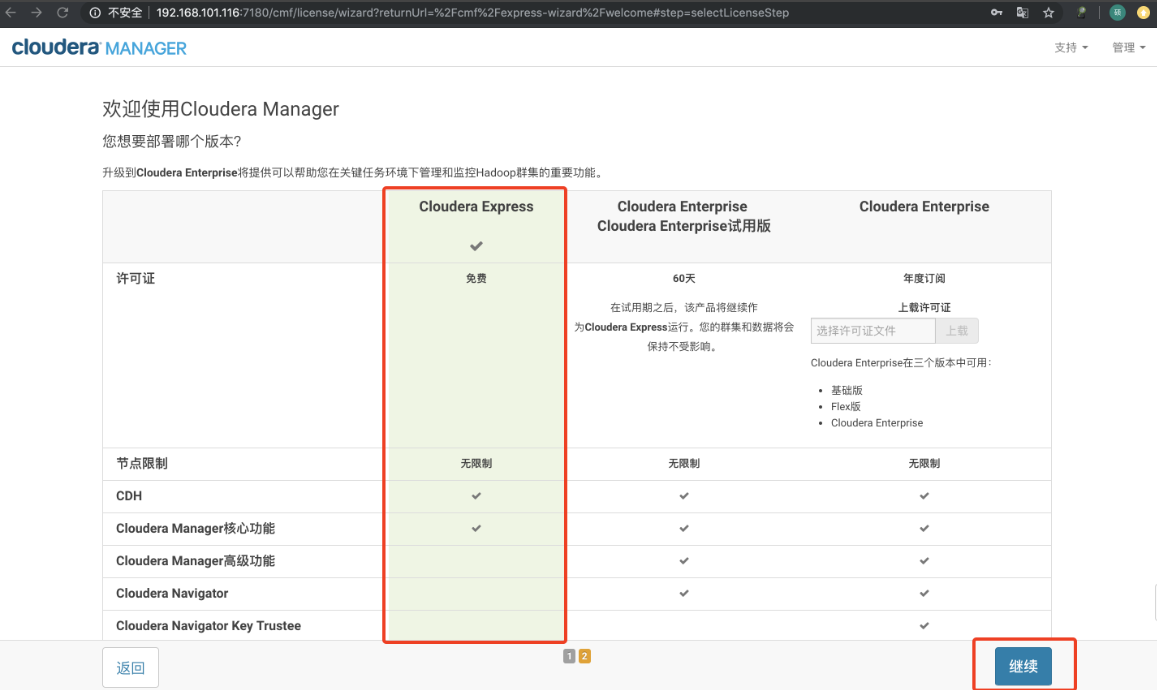 不安全 192.168.101.116:7180/cmf/license/wizard?returnUrl=%2Fcmf%2Fexpress-wizard%2Fwelcome#step=selectLicenseStep
cloudera MANAGER
支持 管理
欢迎使用Cloudera Manager
您想要部署哪个版本?
升级到Cloudera Enterprise将提供可以帮助您在关键任务环境下管理和监控Hadoop群集的重要功能。
Cloudera Express
Cloudera Enterprise
Cloudera Enterprise试用版
Cloudera Enterprise
许可证
免费
60天
在试用期之后，该产品将继续作
为Cloudera Express运行。您的群集和数据将会
保持不受影响。
年度订阅
上载许可证
选择许可证文件 上载
Cloudera Enterprise在三个版本中可用：
基础版
Flex版
Cloudera Enterprise
节点限制 无限制 无限制 无限制
CDH
Cloudera Manager核心功能
Cloudera Manager高级功能
Cloudera Navigator
Cloudera Navigator Key Trustee
返回 1 2 继续